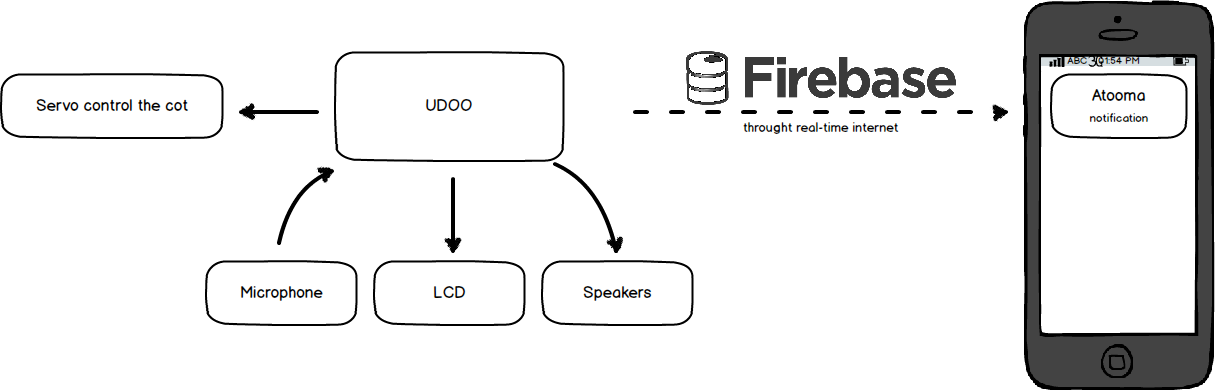 Servo control the cot
UDOO
Firebase
throught real-time internet
ABC 3G 01:54 PM
Atooma
notification
Microphone
LCD
Speakers